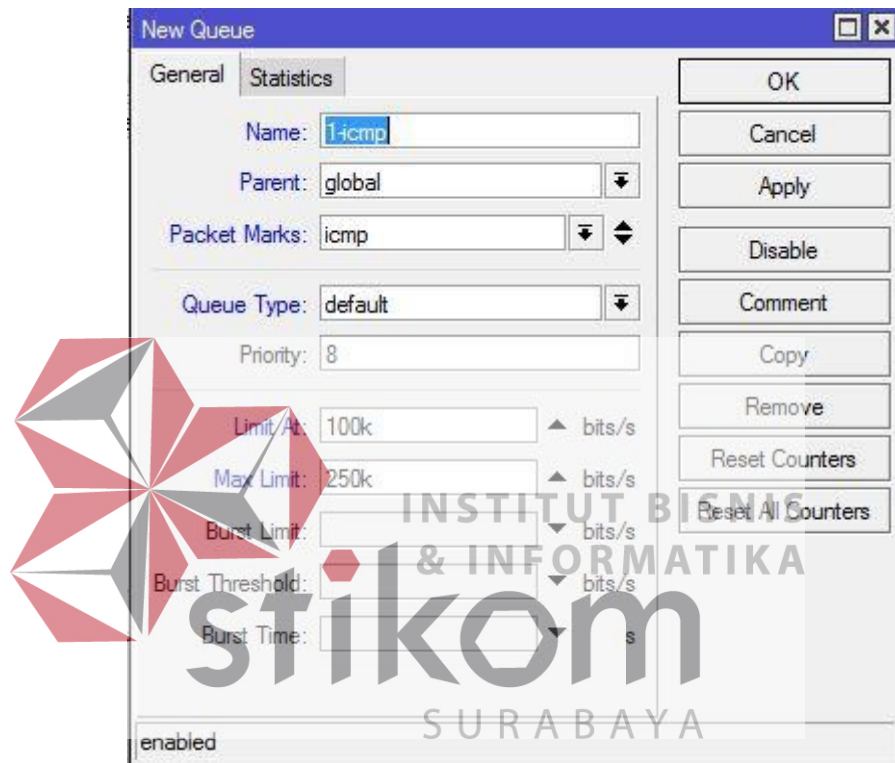 New Queue
General Statistics
Name: 1-icmp
Parent: global
Packet Marks: icmp
Queue Type: default
Priority: 8
Limit At: 100k bits/s
Max Limit: 250k bits/s
Burst Limit: bits/s
Burst Threshold: bits/s
Burst Time: s
enabled
OK
Cancel
Apply
Disable
Comment
Copy
Remove
Reset Counters
Reset All Counters
INSTITUT BISNIS
& INFORMATIKA
stikom
SURABAYA